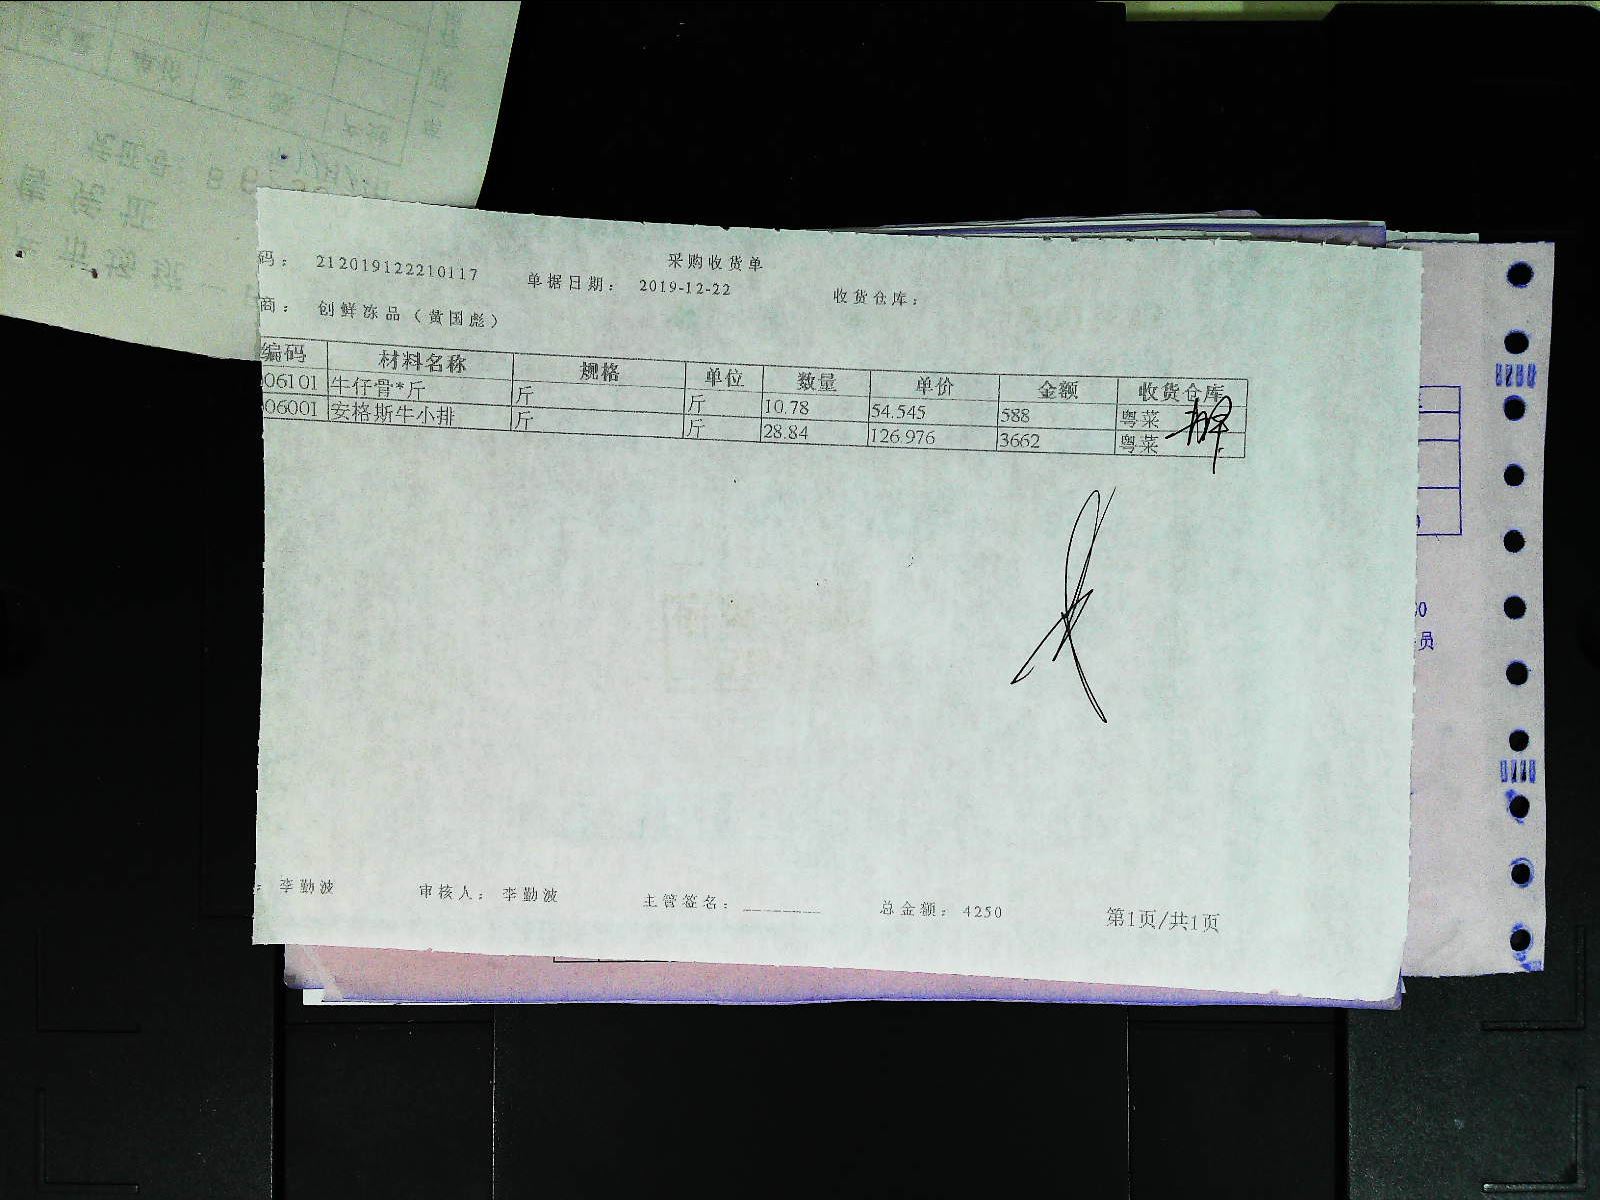 采购收货单
码： 212019122210117 单据日期： 2019-12-22 收货仓库：
商： 创鲜冻品（黄国彪）
编码 材料名称 规格 单位 数量 单价 金额 收货仓库
06101 牛仔骨*斤 斤 斤 10.78 54.545 588 粤菜
06001 安格斯牛小排 斤 斤 28.84 126.976 3662 粤菜
： 李勤波 审核人： 李勤波 主管签名： 总金额： 4250 第1页/共1页
员